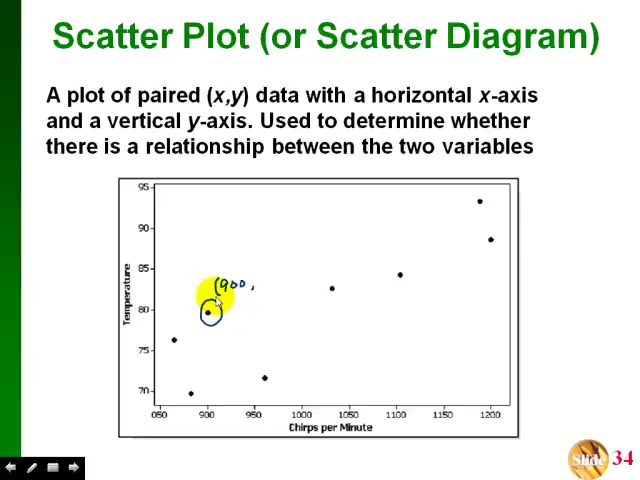 Scatter Plot (or Scatter Diagram)
A plot of paired (x,y) data with a horizontal x-axis
and a vertical y-axis. Used to determine whether
there is a relationship between the two variables
95
90
(900,
85
80
75
70
Temperature
050 900 950 1000 1050 1100 1150 1200
Chirps per Minute
Slide 34